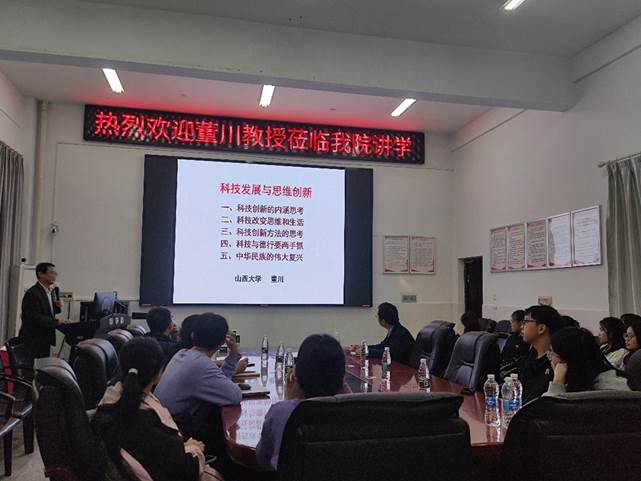 热烈欢迎董川教授莅临我院讲学
科技发展与思维创新
一、科技创新的内涵思考
二、科技改变思维和生活
三、科技创新方法的思考
四、科技与德行要两手抓
五、中华民族的伟大复兴
山西大学 董川